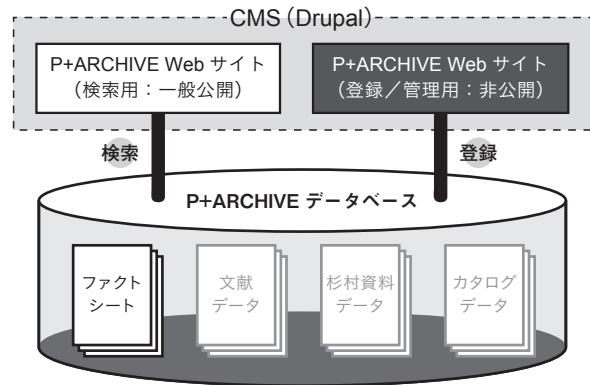 CMS（Drupal）
P+ARCHIVE Web サイト
（検索用：一般公開）
P+ARCHIVE Web サイト
（登録／管理用：非公開）
検索
登録
P+ARCHIVE データベース
ファクト
シート
文献
データ
杉村資料
データ
カタログ
データ